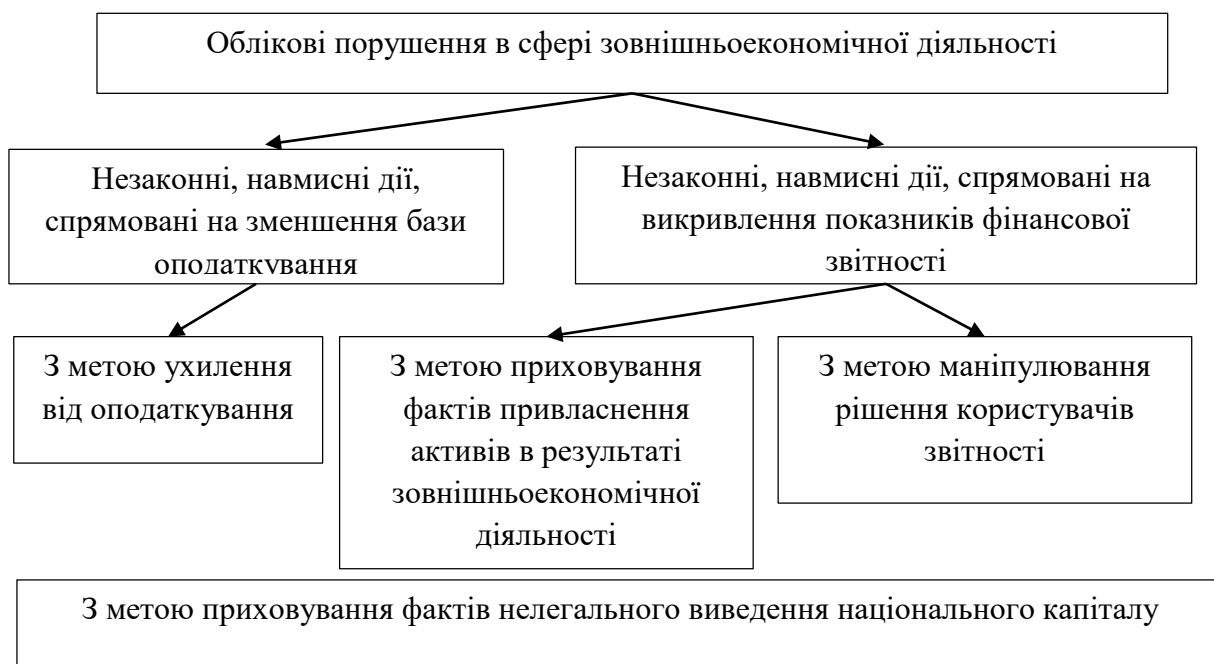 Облікові порушення в сфері зовнішньоекономічної діяльності
Незаконні, навмисні дії,
спрямовані на зменшення бази
оподаткування
Незаконні, навмисні дії, спрямовані на
викривлення показників фінансової
звітності
З метою ухилення
від оподаткування
З метою приховування
фактів привласнення
активів в результаті
зовнішньоекономічної
діяльності
З метою маніпулювання
рішення користувачів
звітності
З метою приховування фактів нелегального виведення національного капіталу